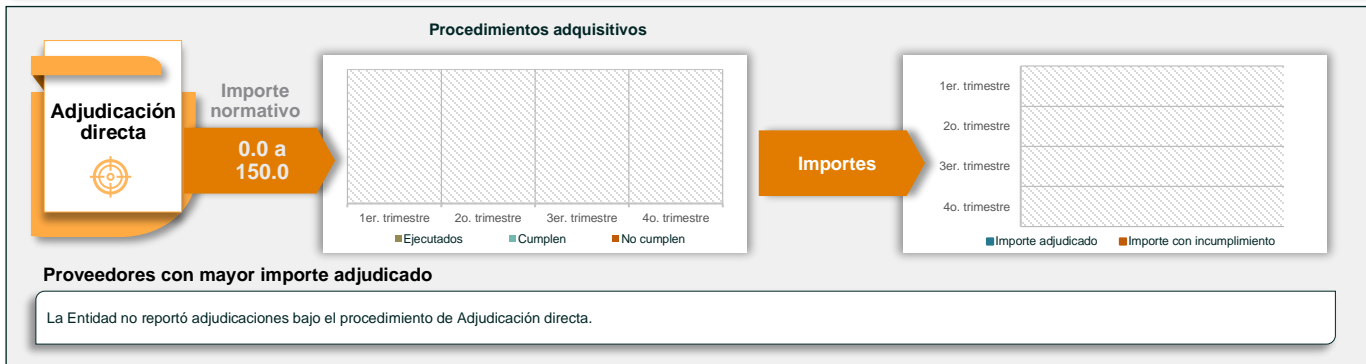 Procedimientos adquisitivos
Adjudicación
directa
Importe
normativo
0.0 a
150.0
1er. trimestre 2o. trimestre 3er. trimestre 4o. trimestre
Ejecutados Cumplen No cumplen
Importes
1er. trimestre
2o. trimestre
3er. trimestre
4o. trimestre
Importe adjudicado Importe con incumplimiento
Proveedores con mayor importe adjudicado
La Entidad no reportó adjudicaciones bajo el procedimiento de Adjudicación directa.